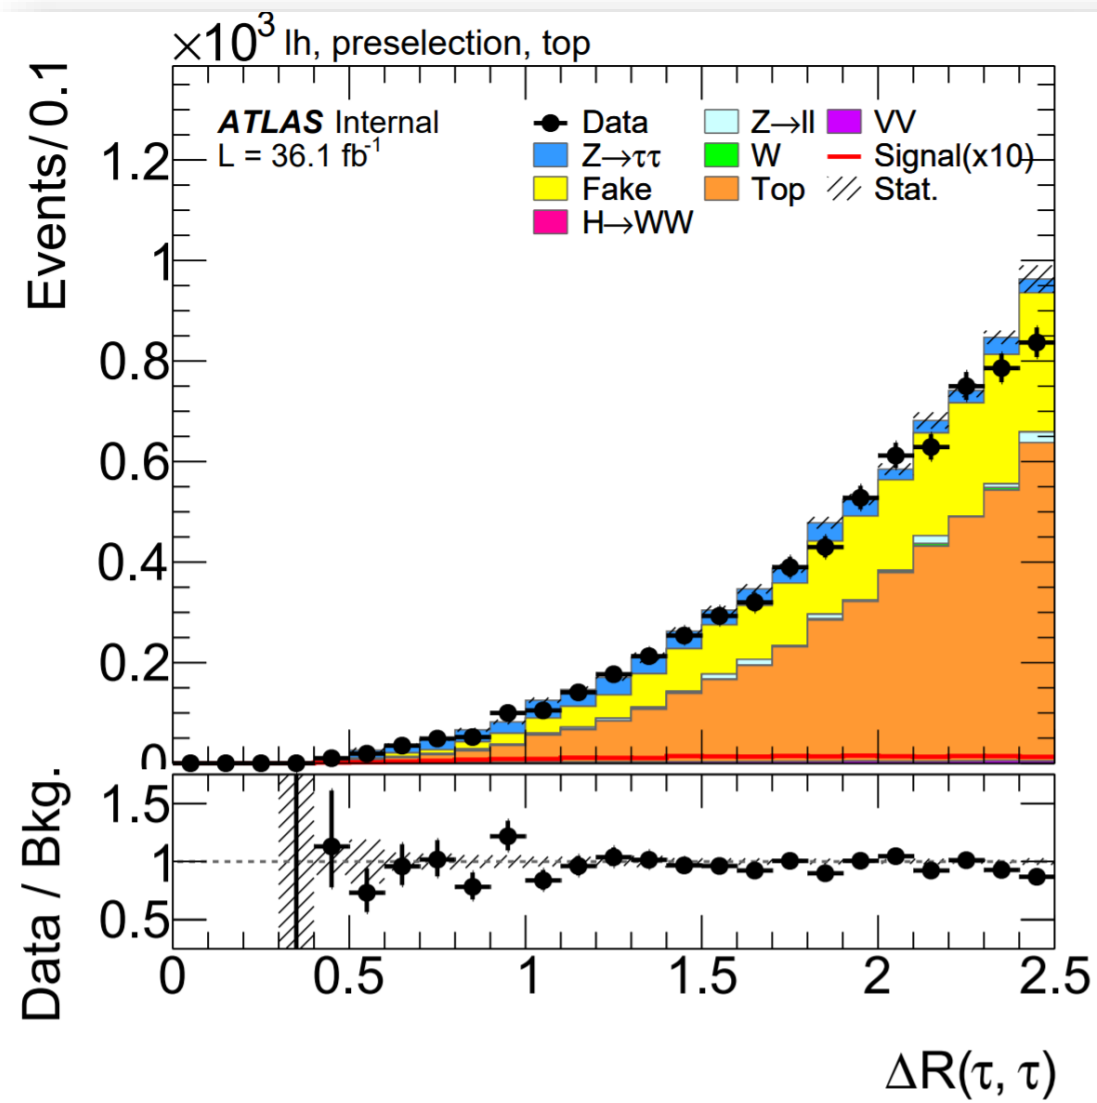 ×10³ lh, preselection, top
Events/ 0.1
ATLAS Internal
L = 36.1 fb⁻¹
Data
Z→ττ
Fake
H→WW
Z→ll
W
Top
VV
Signal(x10)
Stat.
1.2
1
0.8
0.6
0.4
0.2
0
Data / Bkg.
1.5
1
0.5
0 0.5 1 1.5 2 2.5
ΔR(τ, τ)